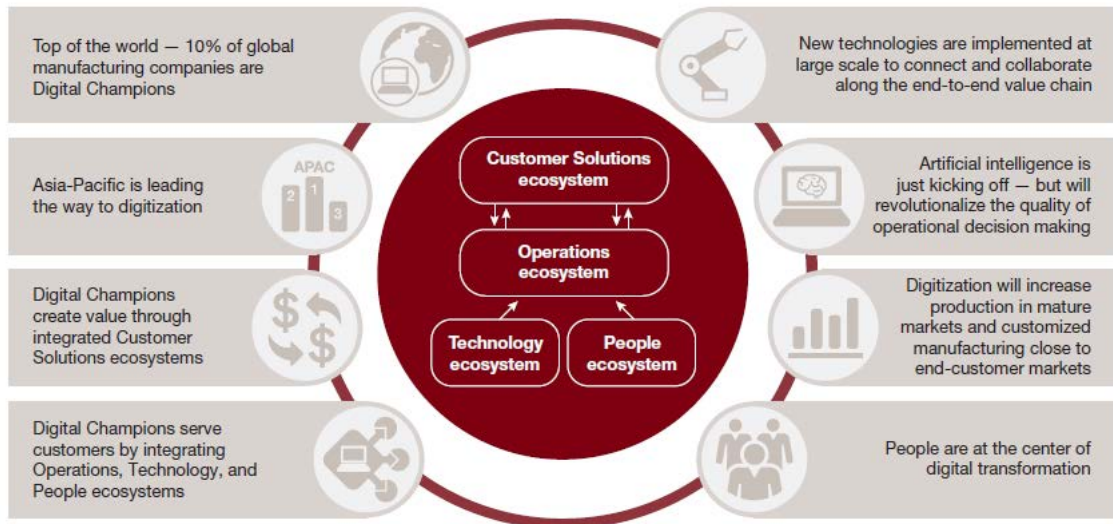 Top of the world — 10% of global
manufacturing companies are
Digital Champions
Asia-Pacific is leading
the way to digitization
APAC
2
1
3
Digital Champions
create value through
integrated Customer
Solutions ecosystems
$
$
Digital Champions serve
customers by integrating
Operations, Technology, and
People ecosystems
Customer Solutions
ecosystem
Operations
ecosystem
Technology
ecosystem
People
ecosystem
New technologies are implemented at
large scale to connect and collaborate
along the end-to-end value chain
Artificial intelligence is
just kicking off — but will
revolutionalize the quality of
operational decision making
Digitization will increase
production in mature
markets and customized
manufacturing close to
end-customer markets
People are at the center of
digital transformation